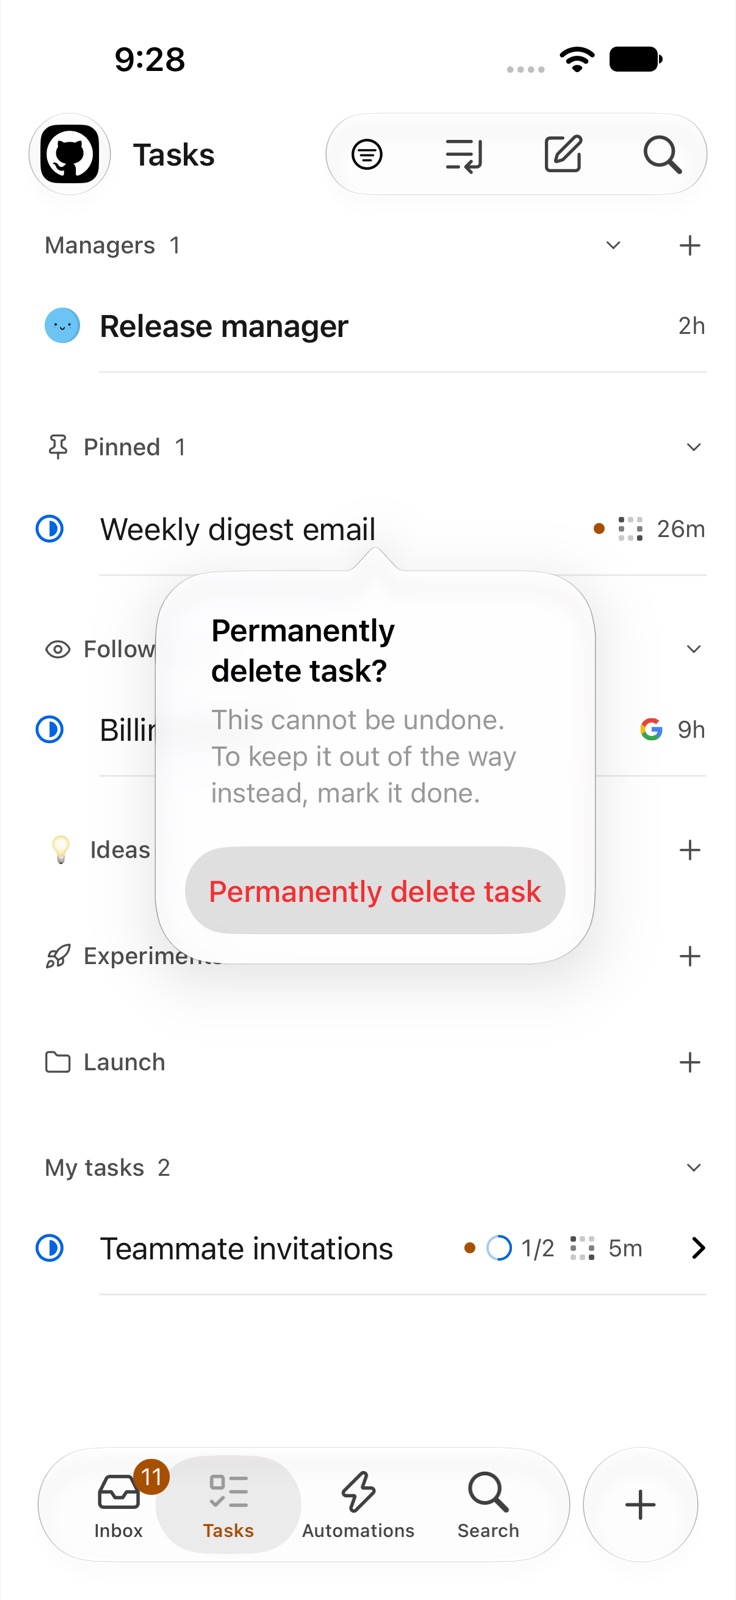 9:28
Tasks
Managers 1
Release manager 2h
Pinned 1
Weekly digest email 26m
Permanently
delete task?
Follow
This cannot be undone.
Billin 9h
To keep it out of the way
instead, mark it done.
Ideas
Permanently delete task
Experiments
Launch
My tasks 2
Teammate invitations 1/2 5m
11
Inbox Tasks Automations Search